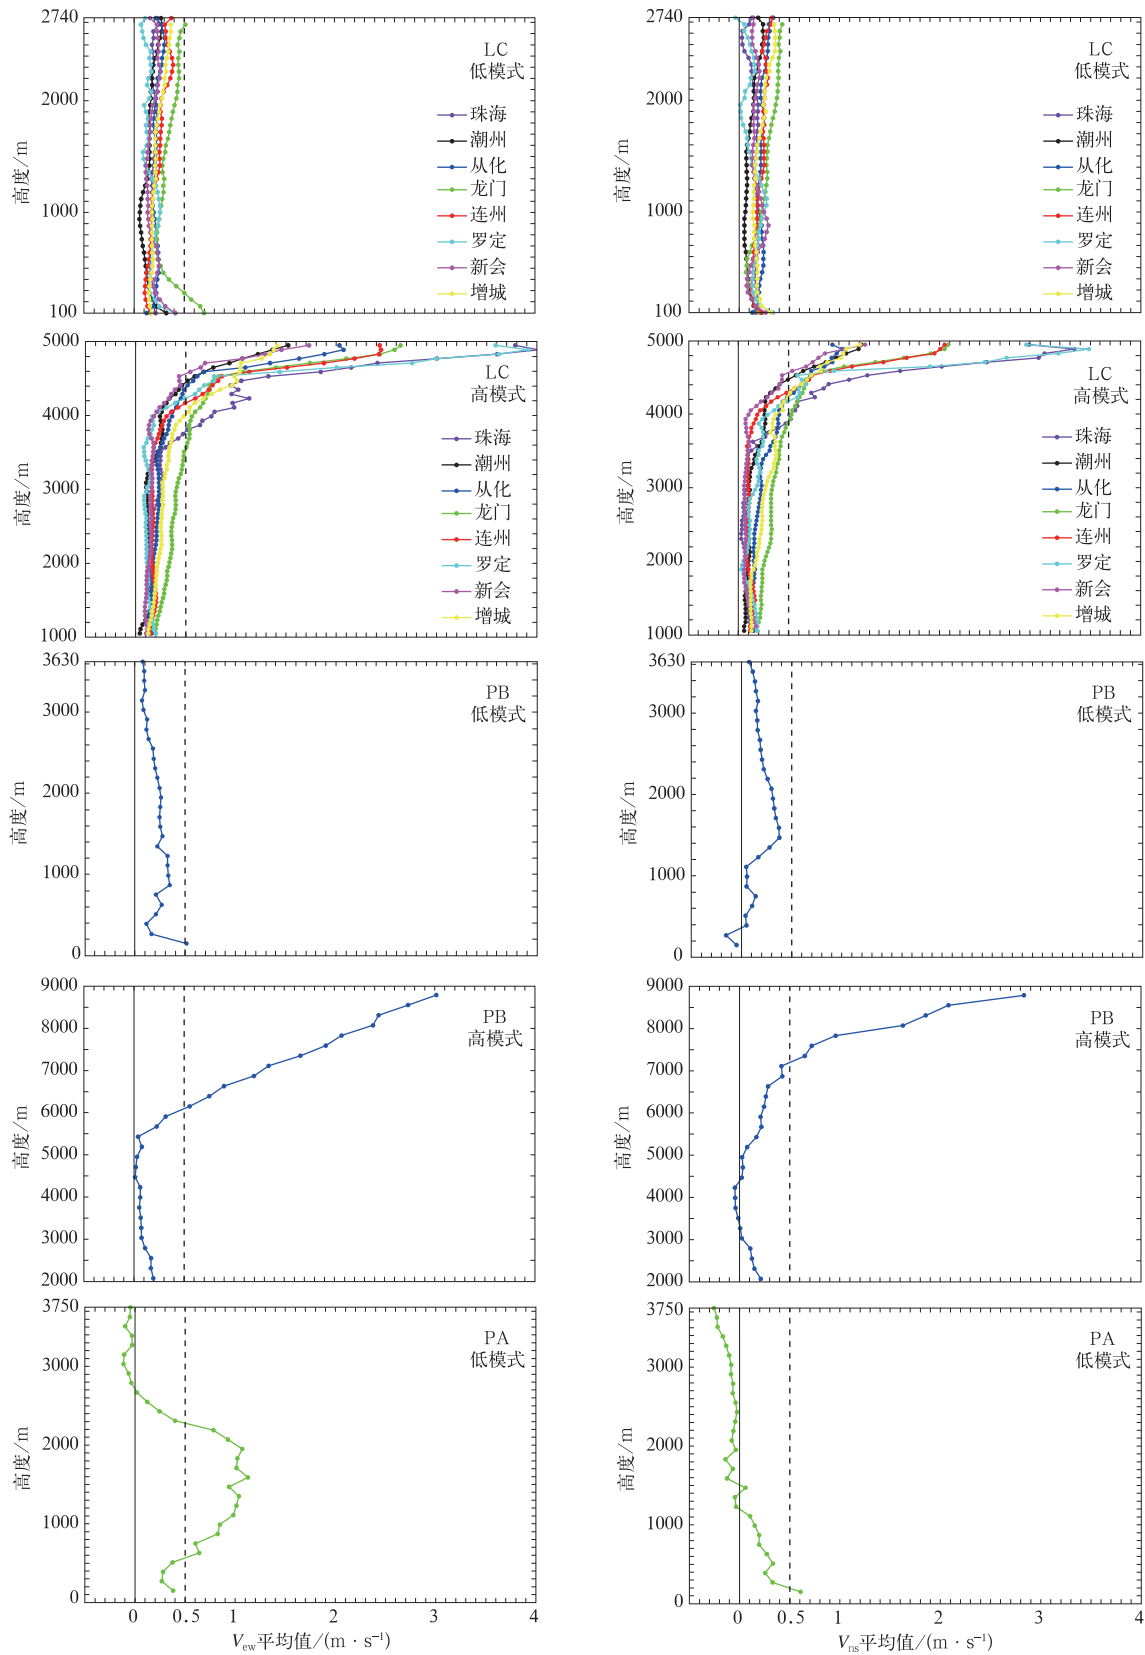 2740
2000
1000
100
高度/m
LC
低模式
珠海
潮州
从化
龙门
连州
罗定
新会
增城
2740
2000
1000
100
高度/m
LC
低模式
珠海
潮州
从化
龙门
连州
罗定
新会
增城
5000
4000
3000
2000
1000
高度/m
LC
高模式
珠海
潮州
从化
龙门
连州
罗定
新会
增城
5000
4000
3000
2000
1000
高度/m
LC
高模式
珠海
潮州
从化
龙门
连州
罗定
新会
增城
3630
3000
2000
1000
0
高度/m
PB
低模式
3630
3000
2000
1000
0
高度/m
PB
低模式
9000
8000
7000
6000
5000
4000
3000
2000
高度/m
PB
高模式
9000
8000
7000
6000
5000
4000
3000
2000
高度/m
PB
高模式
3750
3000
2000
1000
0
高度/m
PA
低模式
0 0.5 1 2 3 4
Vew平均值/(m · s⁻¹)
3750
3000
2000
1000
0
高度/m
PA
低模式
0 0.5 1 2 3 4
Vns平均值/(m · s⁻¹)